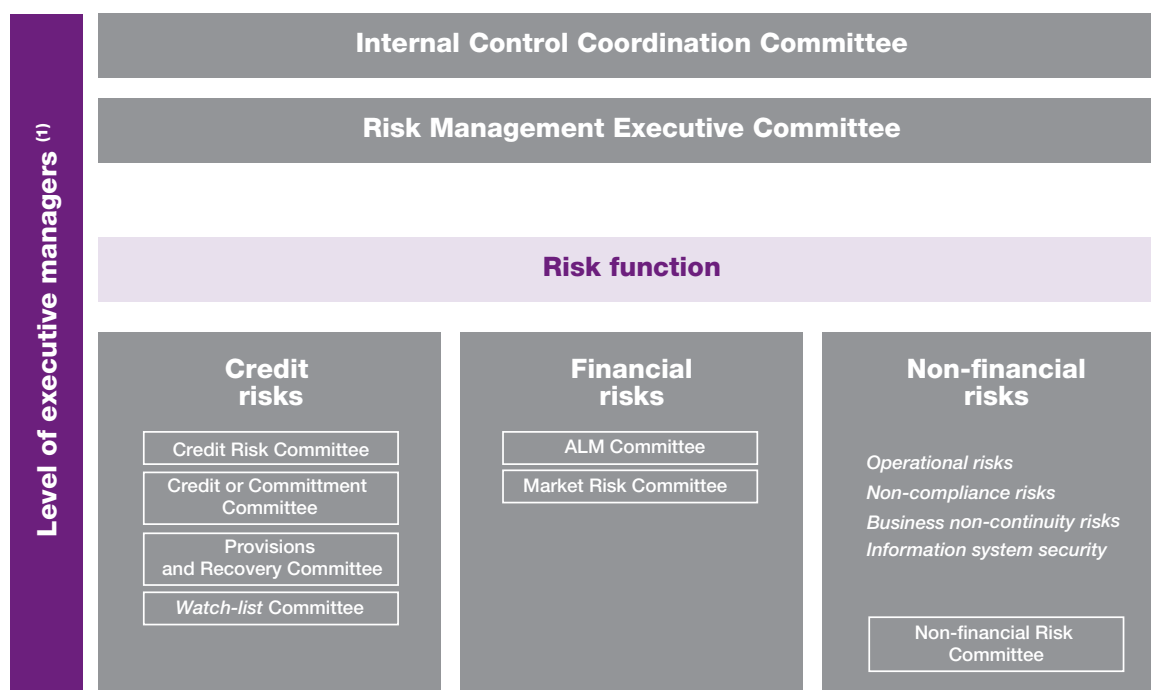 Level of executive managers (1)
Internal Control Coordination Committee
Risk Management Executive Committee
Risk function
Credit
risks
Credit Risk Committee
Credit or Committment
Committee
Provisions
and Recovery Committee
Watch-list Committee
Financial
risks
ALM Committee
Market Risk Committee
Non-financial
risks
Operational risks
Non-compliance risks
Business non-continuity risks
Information system security
Non-financial Risk
Committee